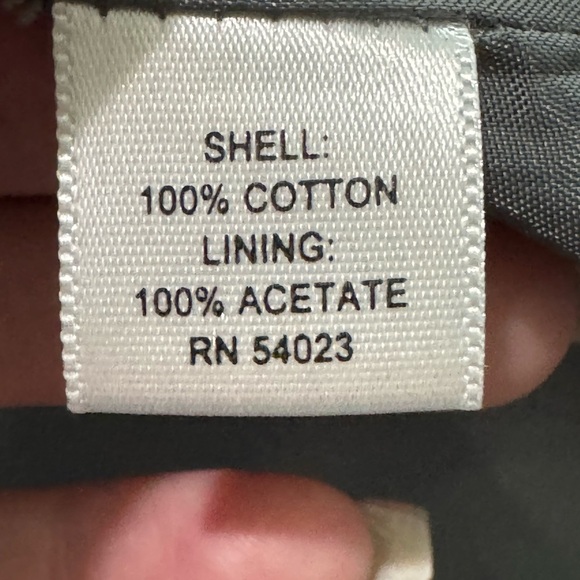 SHELL:
100% COTTON
LINING:
100% ACETATE
RN 54023